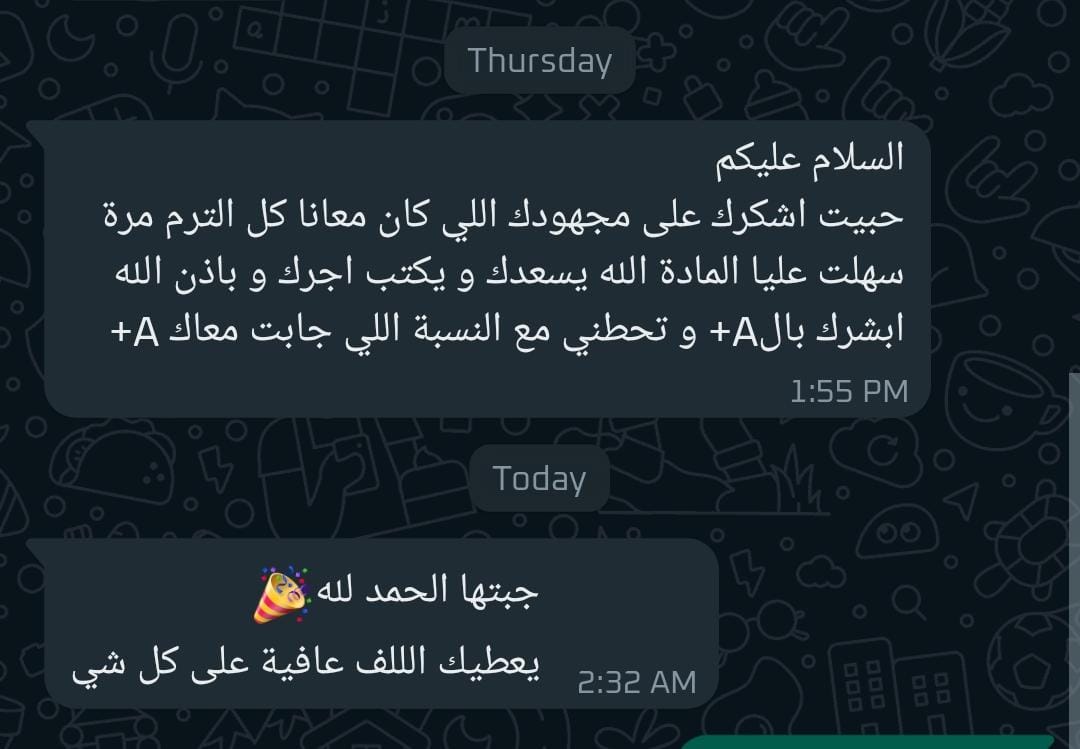 Thursday
السلام عليكم
حبيت اشكرك على مجهودك اللي كان معانا كل الترم مرة
سهلت عليا المادة الله يسعدك و يكتب اجرك و باذن الله
ابشرك بالA+ و تحطني مع النسبة اللي جابت معاك A+
1:55 PM
Today
جبتها الحمد لله🎉
يعطيك الللف عافية على كل شي
2:32 AM